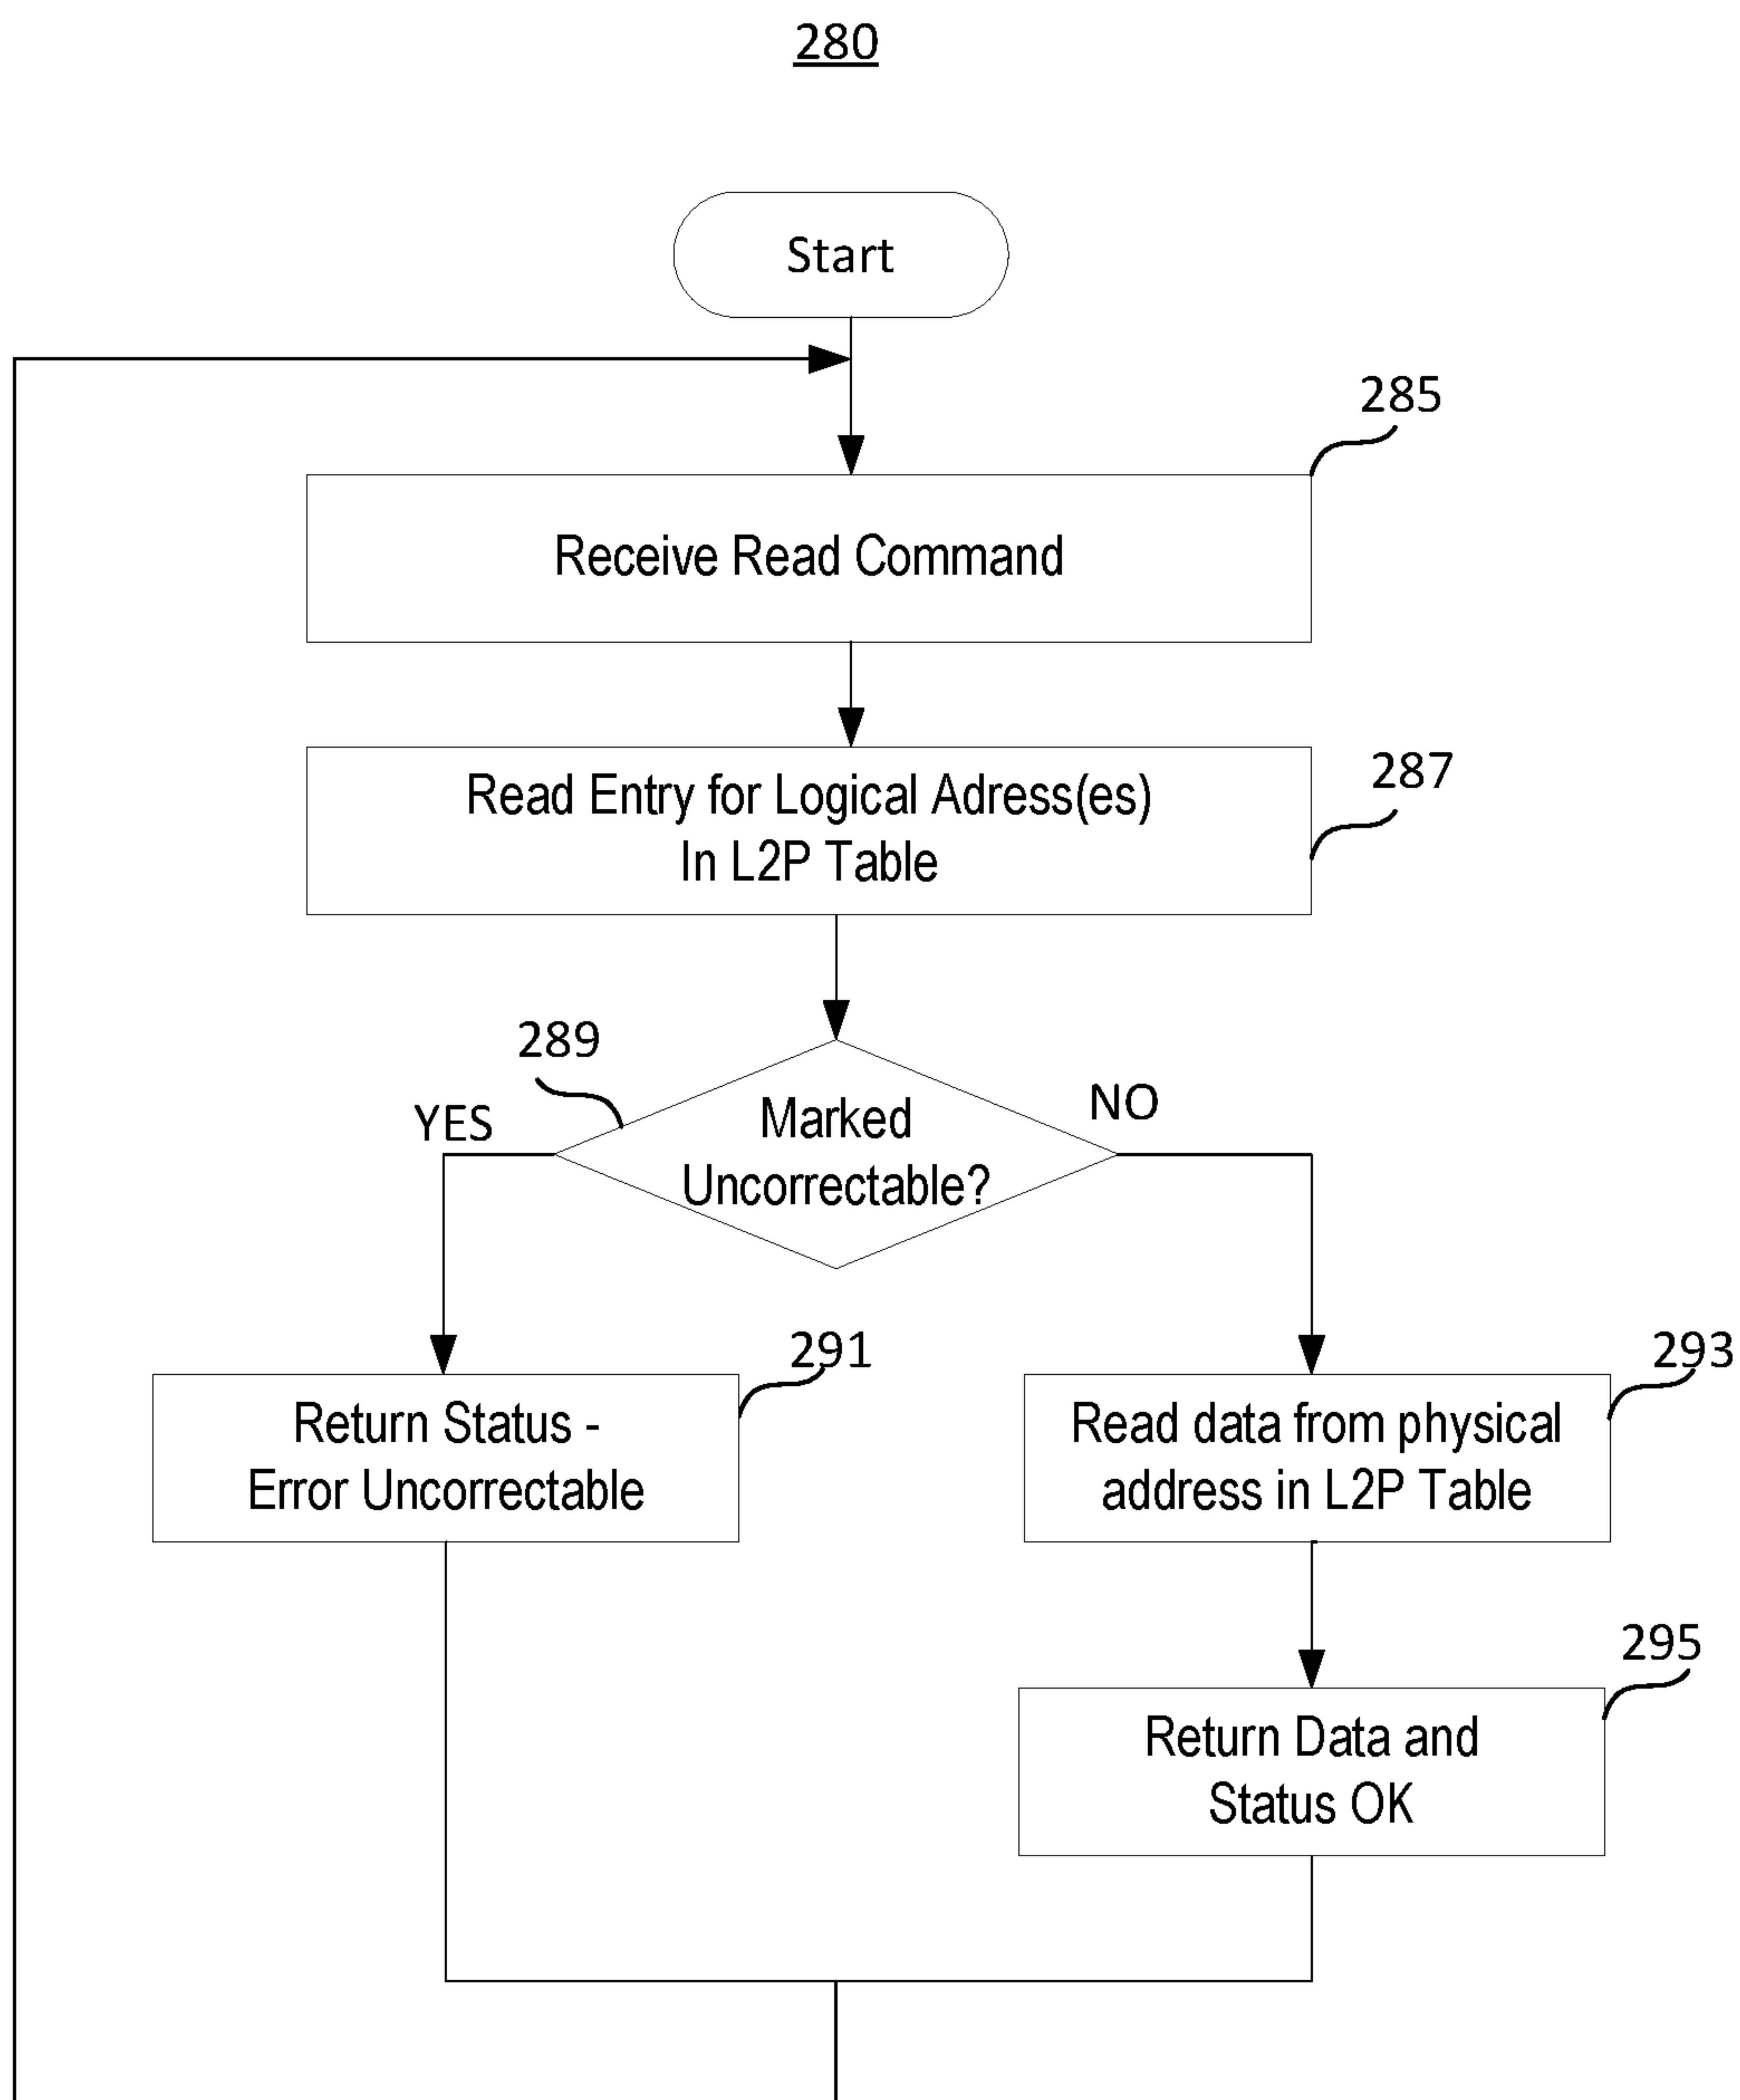 280
Start
285
Receive Read Command
287
Read Entry for Logical Adress(es)
In L2P Table
289
YES
NO
Marked
Uncorrectable?
291
Return Status -
Error Uncorrectable
293
Read data from physical
address in L2P Table
295
Return Data and
Status OK